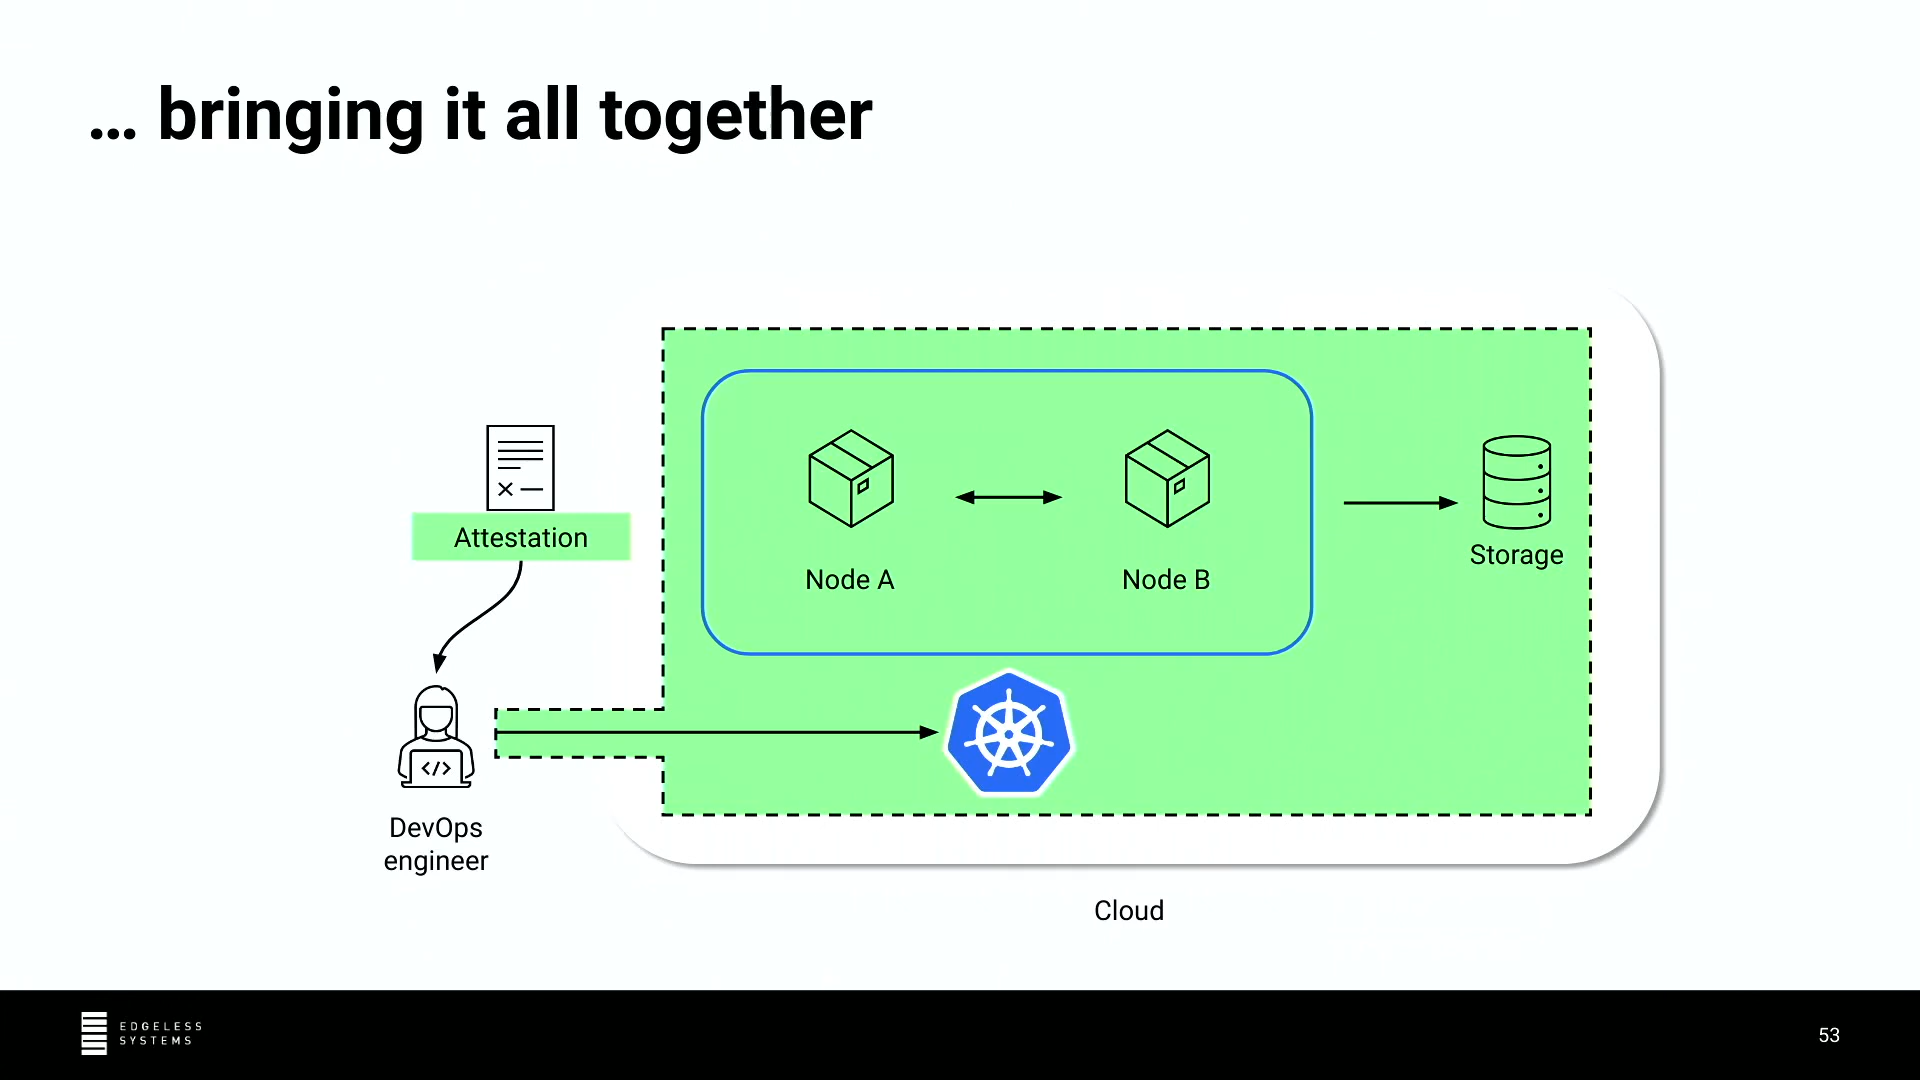 ... bringing it all together
Attestation
Node A
Node B
Storage
</>
DevOps
engineer
Cloud
EDGELESS
SYSTEMS
53